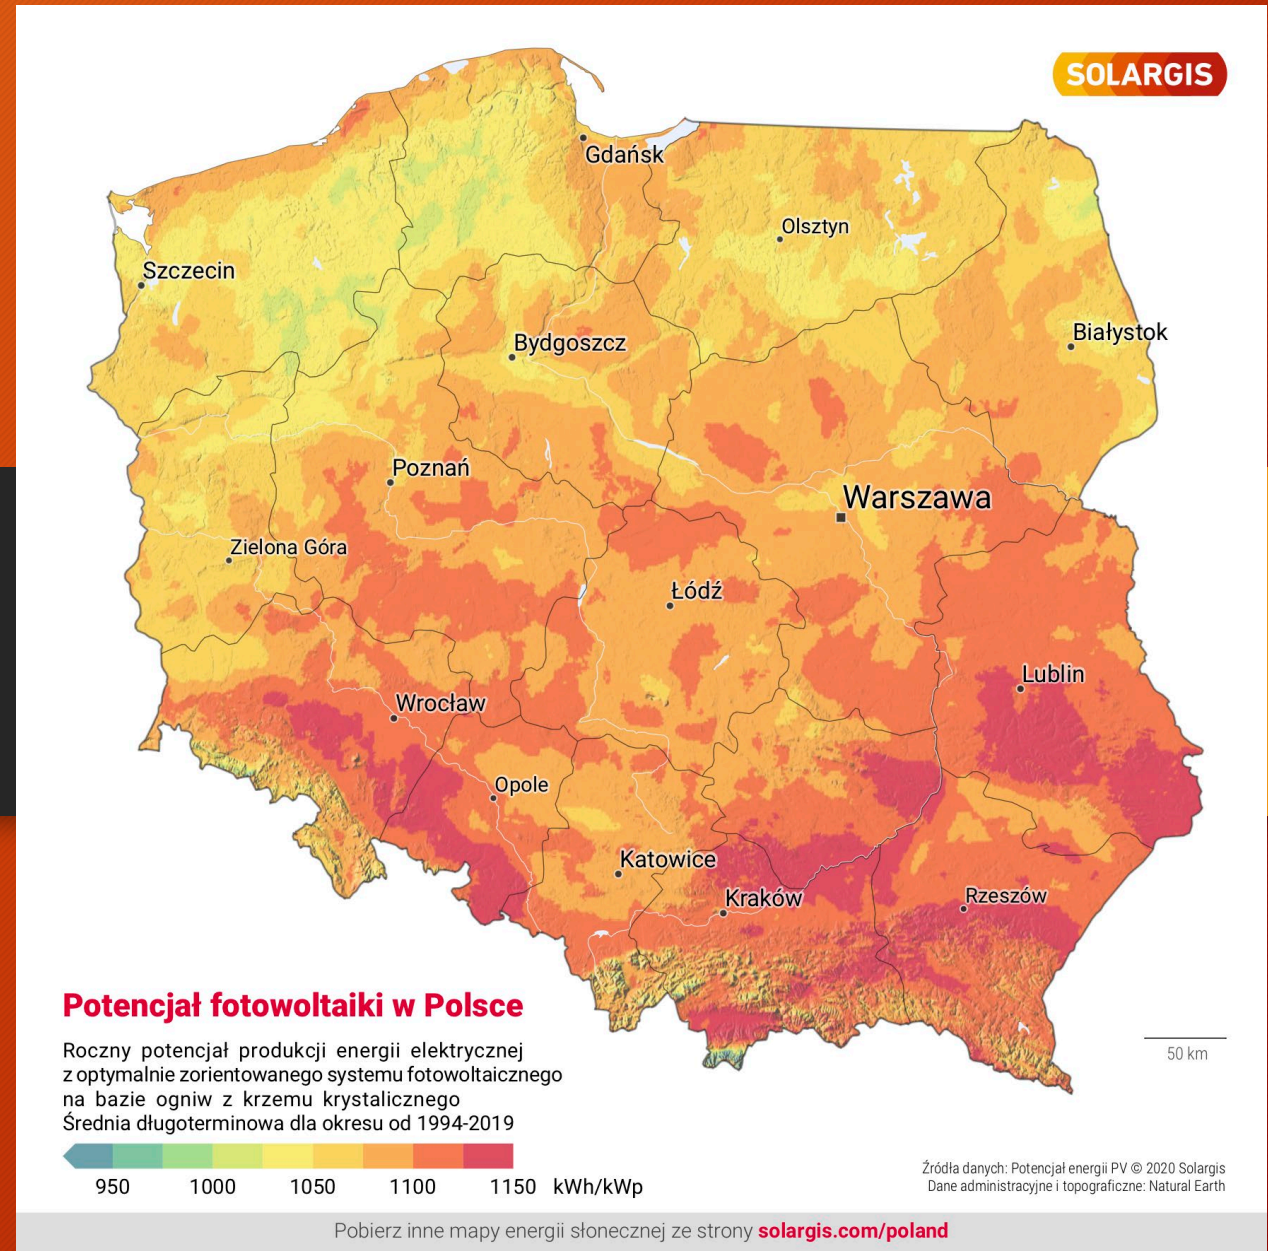 SOLARGIS
Gdańsk
Olsztyn
Szczecin
Białystok
Bydgoszcz
Poznań
Warszawa
Zielona Góra
Łódź
Lublin
Wrocław
Opole
Katowice
Kraków
Rzeszów
Potencjał fotowoltaiki w Polsce
Roczny potencjał produkcji energii elektrycznej
z optymalnie zorientowanego systemu fotowoltaicznego
na bazie ogniw z krzemu krystalicznego
Średnia długoterminowa dla okresu od 1994-2019
950 1000 1050 1100 1150 kWh/kWp
50 km
Źródła danych: Potencjał energii PV © 2020 Solargis
Dane administracyjne i topograficzne: Natural Earth
Pobierz inne mapy energii słonecznej ze strony solargis.com/poland